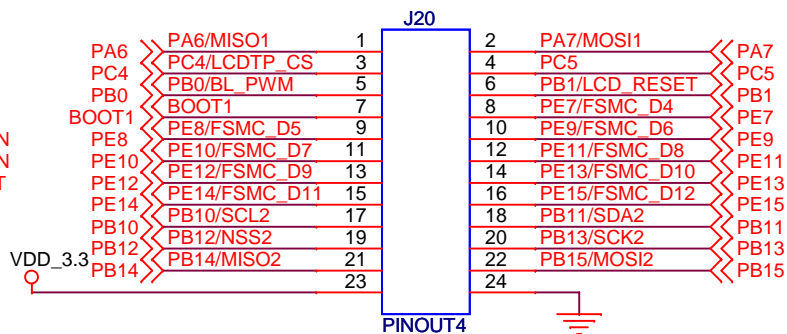 J20
PA6 PA6/MISO1 1 2 PA7/MOSI1 PA7
PC4 PC4/LCDTP_CS 3 4 PC5 PC5
PB0 PB0/BL_PWM 5 6 PB1/LCD_RESET PB1
BOOT1 BOOT1 7 8 PE7/FSMC_D4 PE7
N PE8 PE8/FSMC_D5 9 10 PE9/FSMC_D6 PE9
N PE10 PE10/FSMC_D7 11 12 PE11/FSMC_D8 PE11
T PE12 PE12/FSMC_D9 13 14 PE13/FSMC_D10 PE13
PE14 PE14/FSMC_D11 15 16 PE15/FSMC_D12 PE15
PB10 PB10/SCL2 17 18 PB11/SDA2 PB11
PB12 PB12/NSS2 19 20 PB13/SCK2 PB13
VDD_3.3 PB14 PB14/MISO2 21 22 PB15/MOSI2 PB15
23 24
PINOUT4